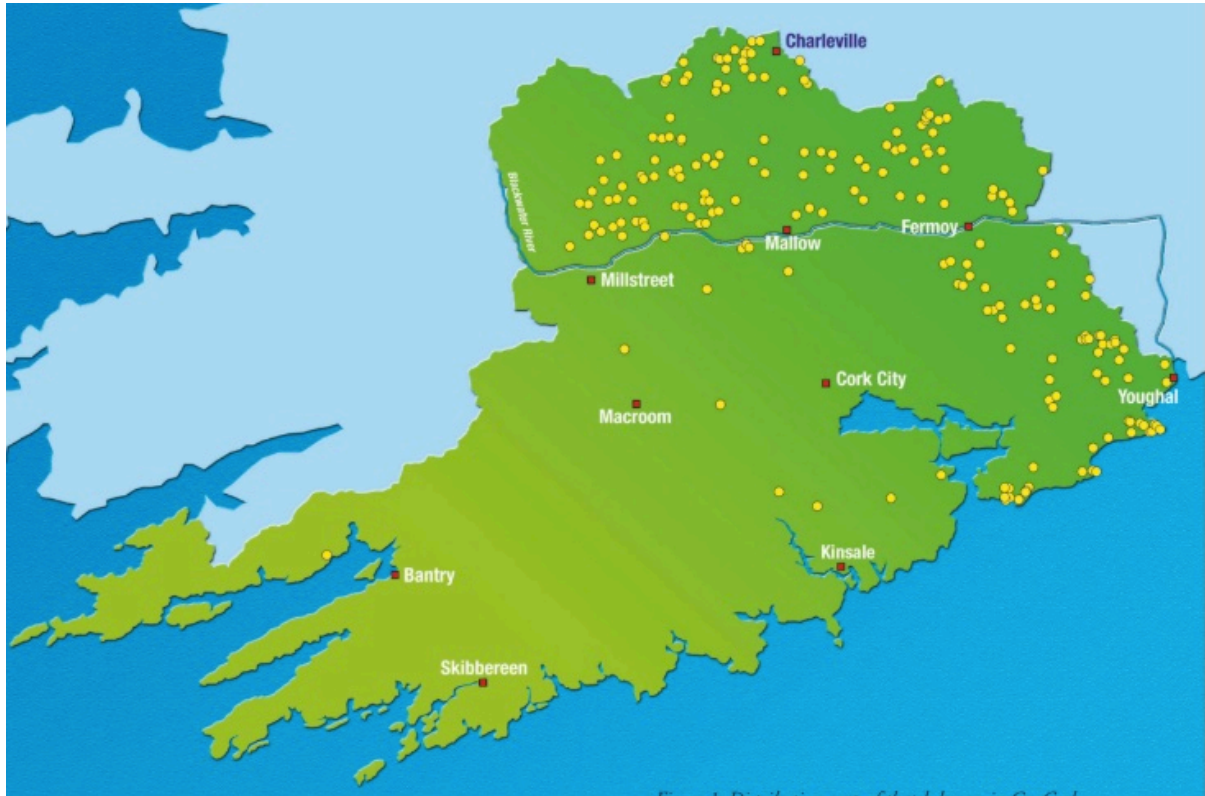 Charleville
Blackwater River
Fermoy
Mallow
Millstreet
Cork City
Youghal
Macroom
Kinsale
Bantry
Skibbereen